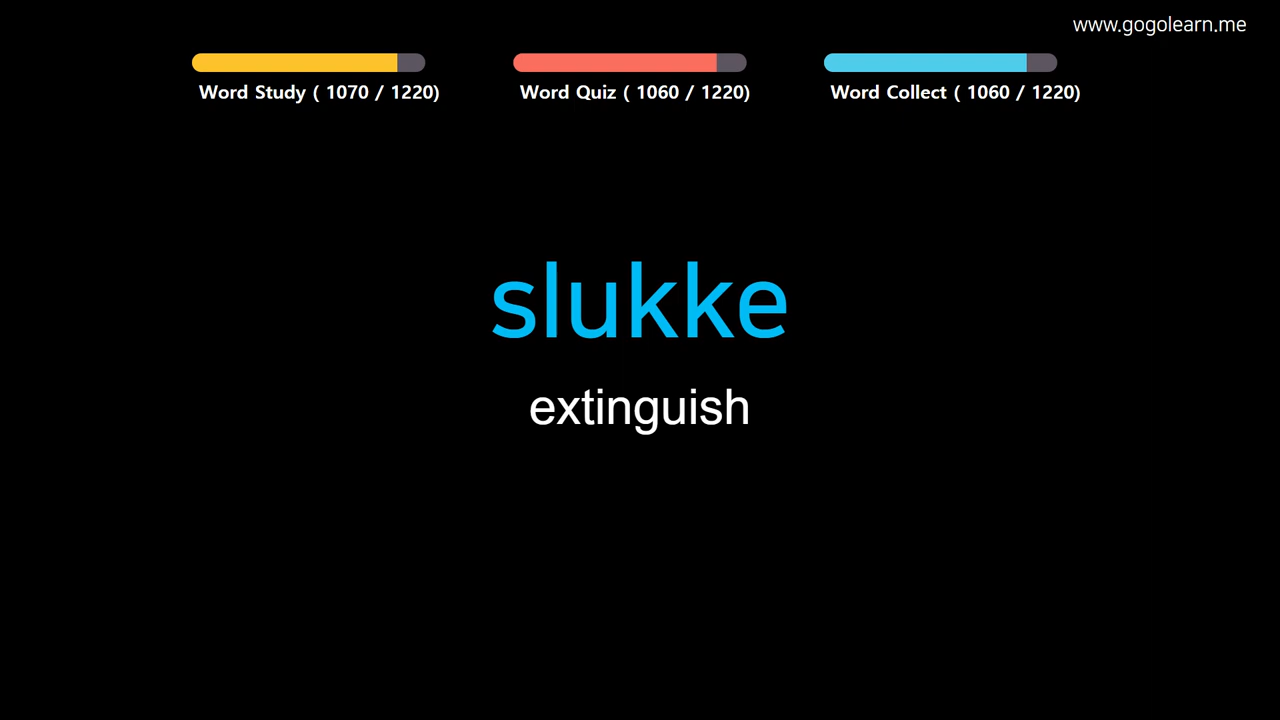 www.gogolearn.me
Word Study ( 1070 / 1220)
Word Quiz ( 1060 / 1220)
Word Collect ( 1060 / 1220)
slukke
extinguish